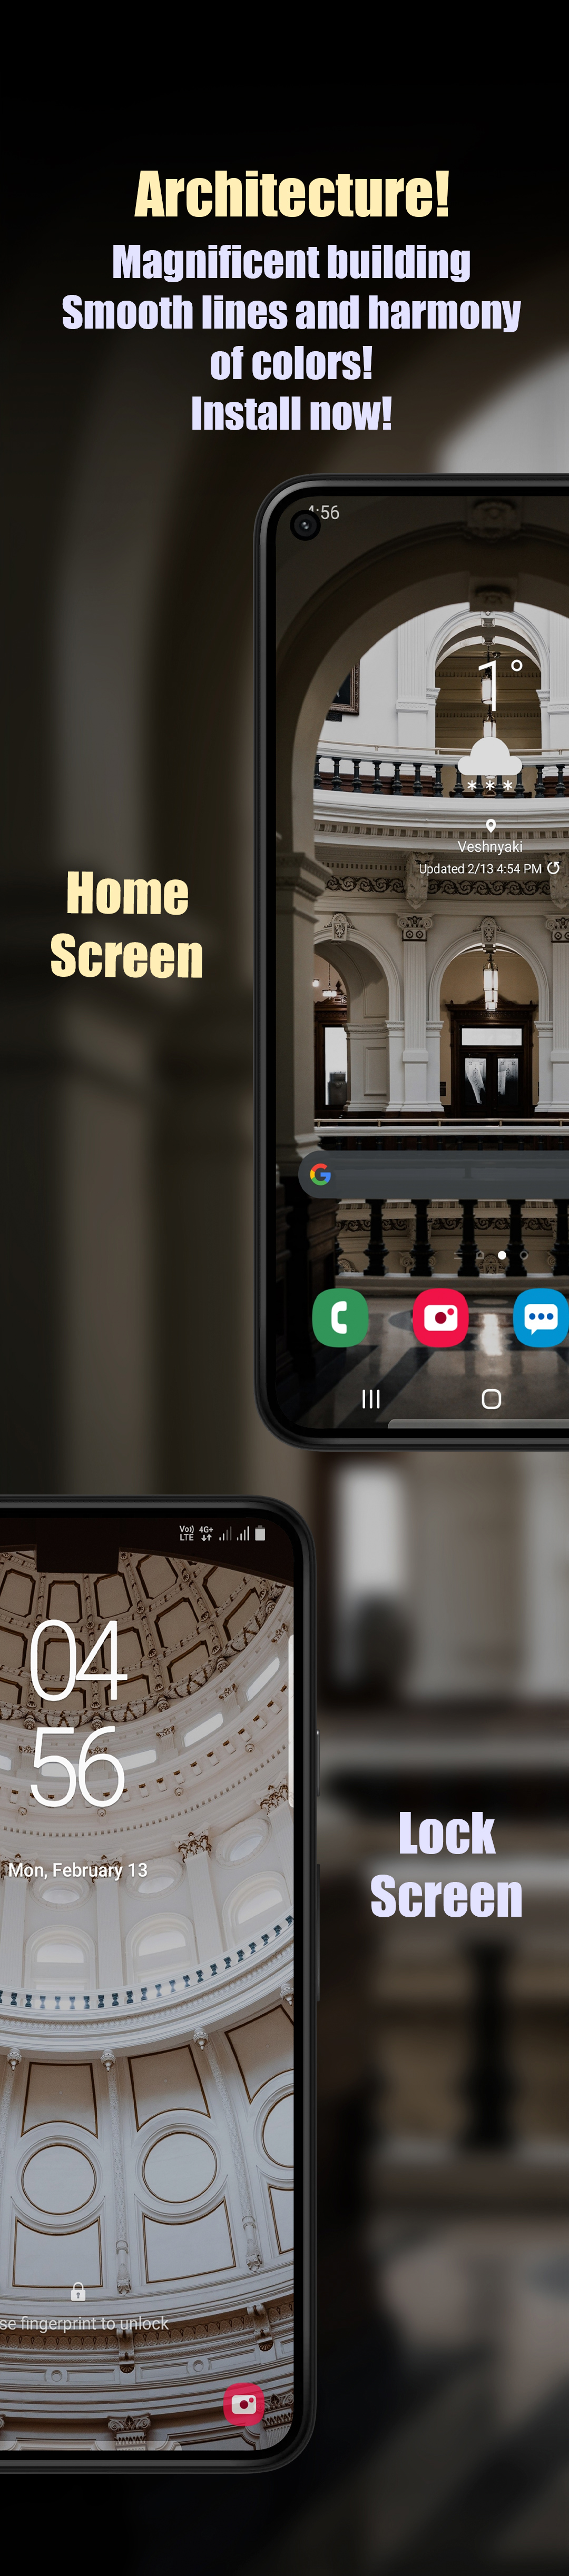 Architecture!
Magnificent building
Smooth lines and harmony
of colors!
Install now!
4:56
1°
Veshnyaki
Updated 2/13 4:54 PM
Home
Screen
G
Vo))
LTE
4G+
04
56
Mon, February 13
Lock
Screen
se fingerprint to unlock